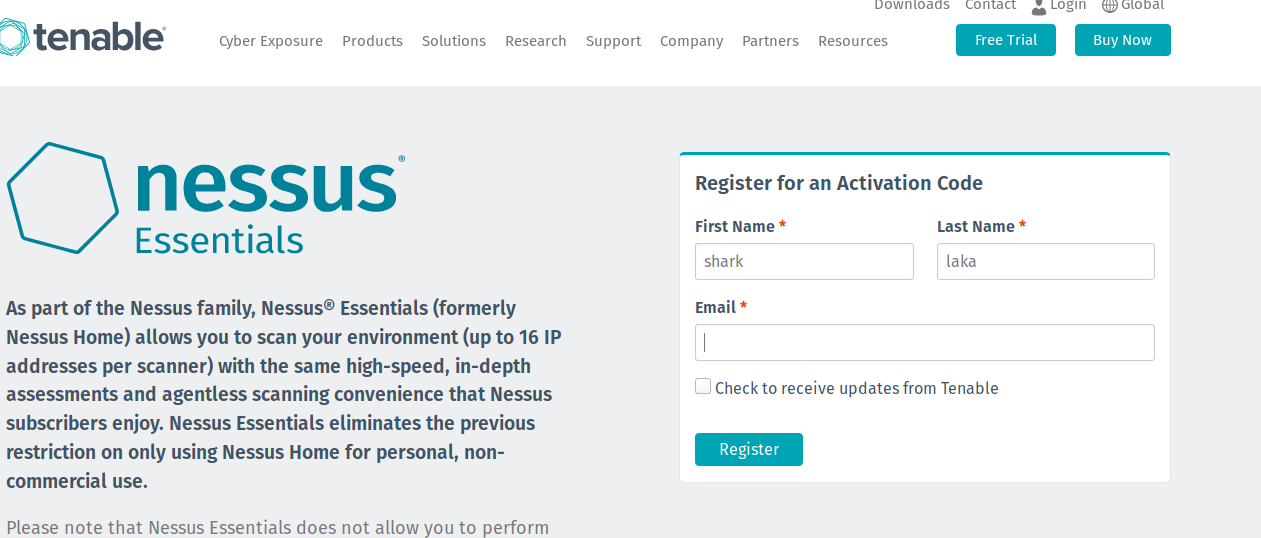 Downloads Contact Login Global
tenable®
Cyber Exposure Products Solutions Research Support Company Partners Resources Free Trial Buy Now
nessus®
Essentials
As part of the Nessus family, Nessus® Essentials (formerly
Nessus Home) allows you to scan your environment (up to 16 IP
addresses per scanner) with the same high-speed, in-depth
assessments and agentless scanning convenience that Nessus
subscribers enjoy. Nessus Essentials eliminates the previous
restriction on only using Nessus Home for personal, non-
commercial use.
Please note that Nessus Essentials does not allow you to perform
Register for an Activation Code
First Name * Last Name *
shark laka
Email *
Check to receive updates from Tenable
Register